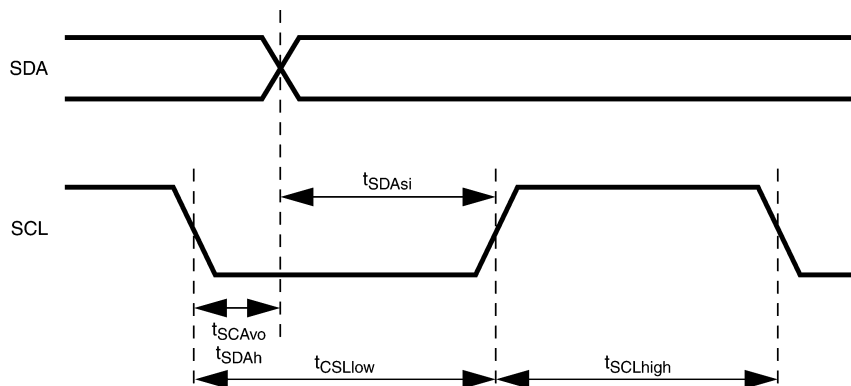 SDA
tSDAsi
SCL
tSCAvo
tSDAh
tCSLlow
tSCLhigh